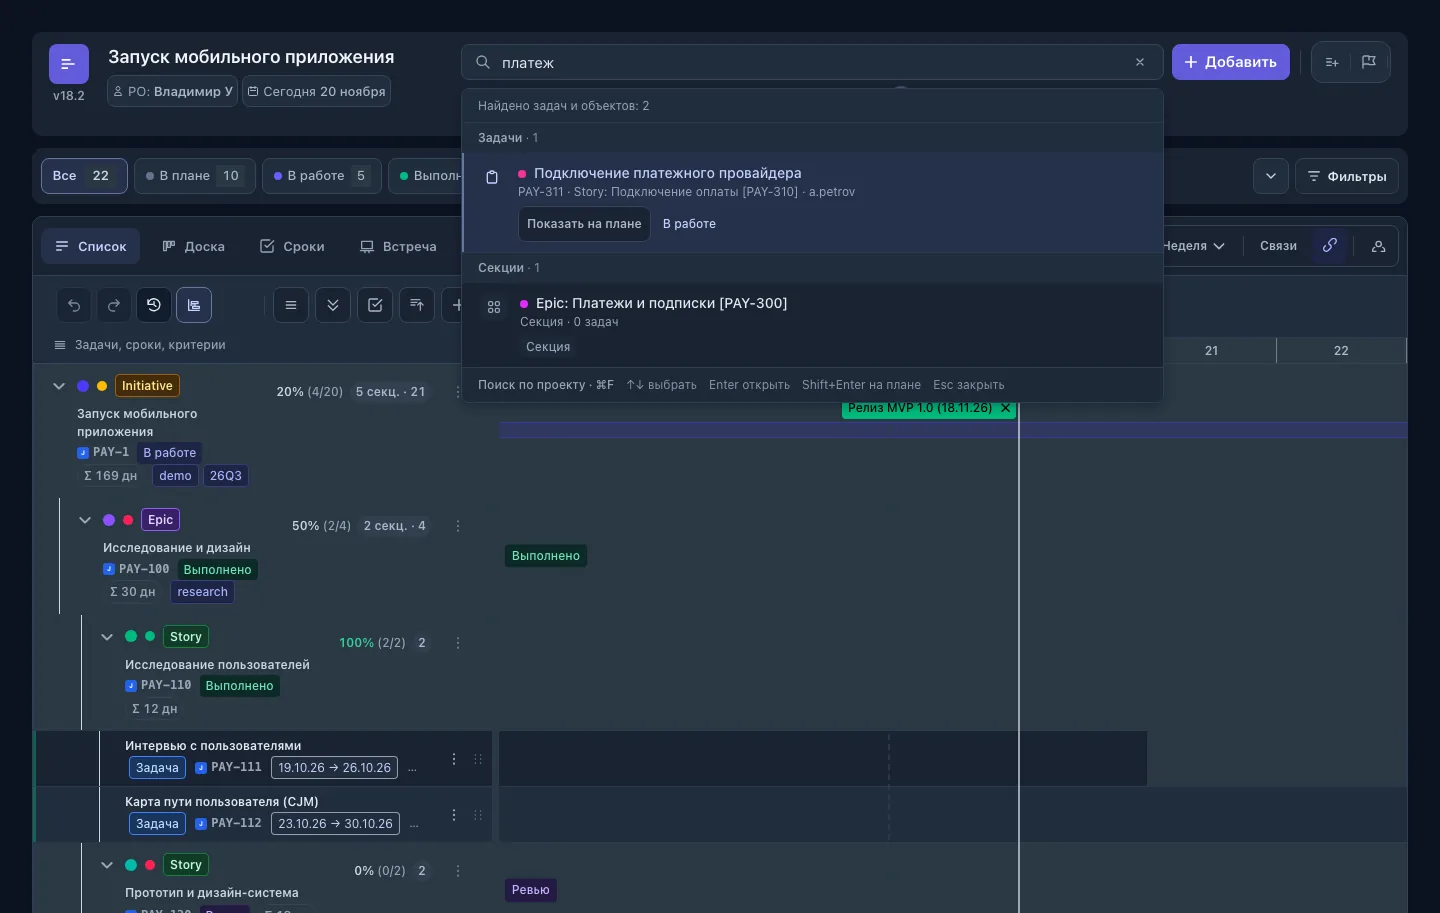 Запуск мобильного приложения
v18.2
PO: Владимир У
Сегодня 20 ноября
платеж
Добавить
Найдено задач и объектов: 2
Задачи · 1
Подключение платежного провайдера
PAY-311 · Story: Подключение оплаты [PAY-310] · a.petrov
Показать на плане
В работе
Секции · 1
Epic: Платежи и подписки [PAY-300]
Секция · 0 задач
Секция
Поиск по проекту · ⌘F ↑↓ выбрать Enter открыть Shift+Enter на плане Esc закрыть
Все 22
В плане 10
В работе 5
Выполн
Фильтры
Список
Доска
Сроки
Встреча
Неделя
Связи
Задачи, сроки, критерии
21
22
Initiative
20% (4/20) 5 секц. · 21
Релиз MVP 1.0 (18.11.26) ✕
Запуск мобильного
приложения
PAY-1 В работе
Σ 169 дн demo 26Q3
Epic
50% (2/4) 2 секц. · 4
Исследование и дизайн
Выполнено
PAY-100 Выполнено
Σ 30 дн research
Story
100% (2/2) 2
Исследование пользователей
PAY-110 Выполнено
Σ 12 дн
Интервью с пользователями
Задача PAY-111 19.10.26 → 26.10.26 ...
Карта пути пользователя (CJM)
Задача PAY-112 23.10.26 → 30.10.26 ...
Story
0% (0/2) 2
Прототип и дизайн-система
Ревью